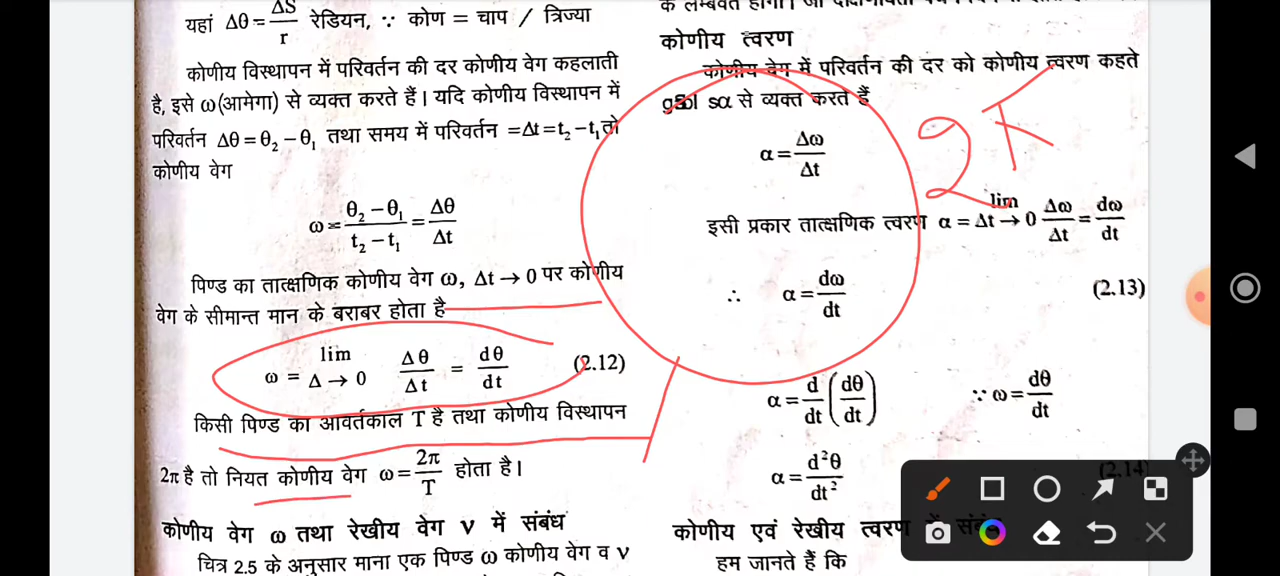 यहां Δθ = ΔS / r रेडियन, ∵ कोण = चाप / त्रिज्या
कोणीय विस्थापन में परिवर्तन की दर कोणीय वेग कहलाती
है, इसे ω (आमेगा) से व्यक्त करते हैं। यदि कोणीय विस्थापन में
परिवर्तन Δθ = θ₂ – θ₁ तथा समय में परिवर्तन = Δt = t₂ – t₁ तो
कोणीय वेग
ω = (θ₂ – θ₁) / (t₂ – t₁) = Δθ / Δt
पिण्ड का तात्क्षणिक कोणीय वेग ω, Δt → 0 पर कोणीय
वेग के सीमान्त मान के बराबर होता है
ω = lim Δ → 0 Δθ / Δt = dθ / dt (2.12)
किसी पिण्ड का आवर्तकाल T है तथा कोणीय विस्थापन
2π है तो नियत कोणीय वेग ω = 2π / T होता है।
कोणीय वेग ω तथा रेखीय वेग v में संबंध
चित्र 2.5 के अनुसार माना एक पिण्ड ω कोणीय वेग व v
के लम्बवत होगी।
कोणीय त्वरण
कोणीय वेग में परिवर्तन की दर को कोणीय त्वरण कहते
sα से व्यक्त करते हैं
α = Δω / Δt
इसी प्रकार तात्क्षणिक त्वरण α = lim Δt → 0 Δω / Δt = dω / dt
∴ α = dω / dt (2.13)
α = d / dt (dθ / dt) ∵ ω = dθ / dt
α = d²θ / dt² (2.14)
कोणीय एवं रेखीय त्वरण में संबंध
हम जानते हैं कि